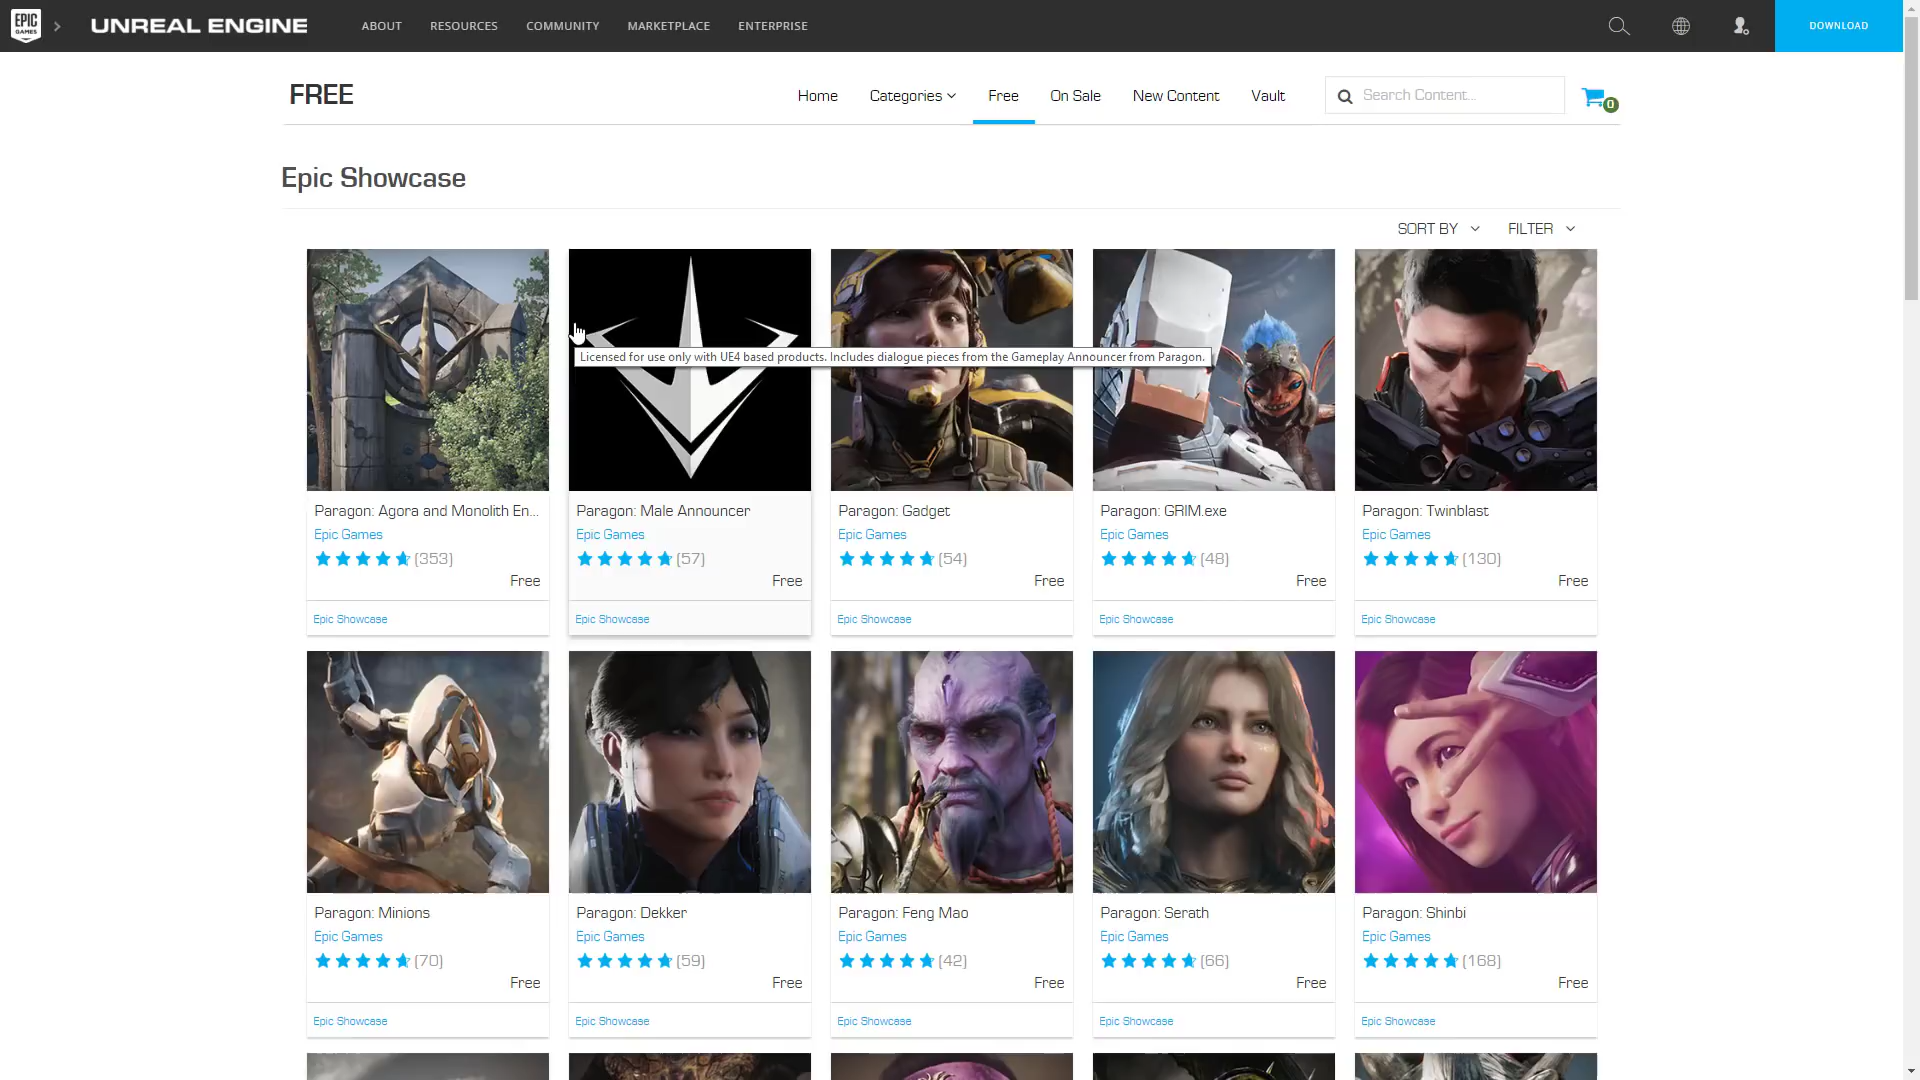 EPIC GAMES
UNREAL ENGINE
ABOUT
RESOURCES
COMMUNITY
MARKETPLACE
ENTERPRISE
DOWNLOAD
FREE
Home
Categories
Free
On Sale
New Content
Vault
Search Content...
0
Epic Showcase
SORT BY
FILTER
Licensed for use only with UE4 based products. Includes dialogue pieces from the Gameplay Announcer from Paragon.
Paragon: Agora and Monolith En...
Epic Games
(353)
Free
Epic Showcase
Paragon: Male Announcer
Epic Games
(57)
Free
Epic Showcase
Paragon: Gadget
Epic Games
(54)
Free
Epic Showcase
Paragon: GRIM.exe
Epic Games
(48)
Free
Epic Showcase
Paragon: Twinblast
Epic Games
(130)
Free
Epic Showcase
Paragon: Minions
Epic Games
(70)
Free
Epic Showcase
Paragon: Dekker
Epic Games
(59)
Free
Epic Showcase
Paragon: Feng Mao
Epic Games
(42)
Free
Epic Showcase
Paragon: Serath
Epic Games
(66)
Free
Epic Showcase
Paragon: Shinbi
Epic Games
(168)
Free
Epic Showcase